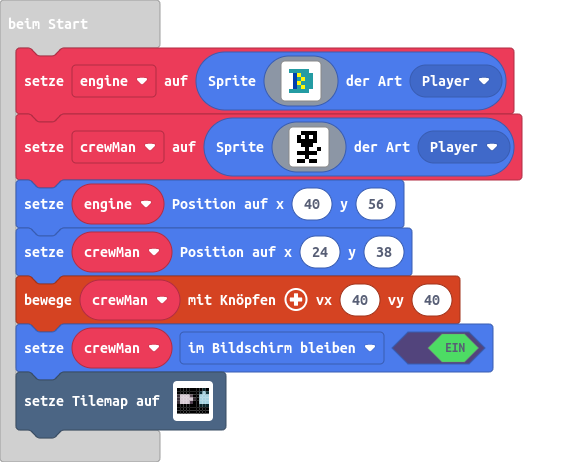 beim Start
setze engine auf Sprite der Art Player
setze crewMan auf Sprite der Art Player
setze engine Position auf x 40 y 56
setze crewMan Position auf x 24 y 38
bewege crewMan mit Knöpfen vx 40 vy 40
setze crewMan im Bildschirm bleiben EIN
setze Tilemap auf